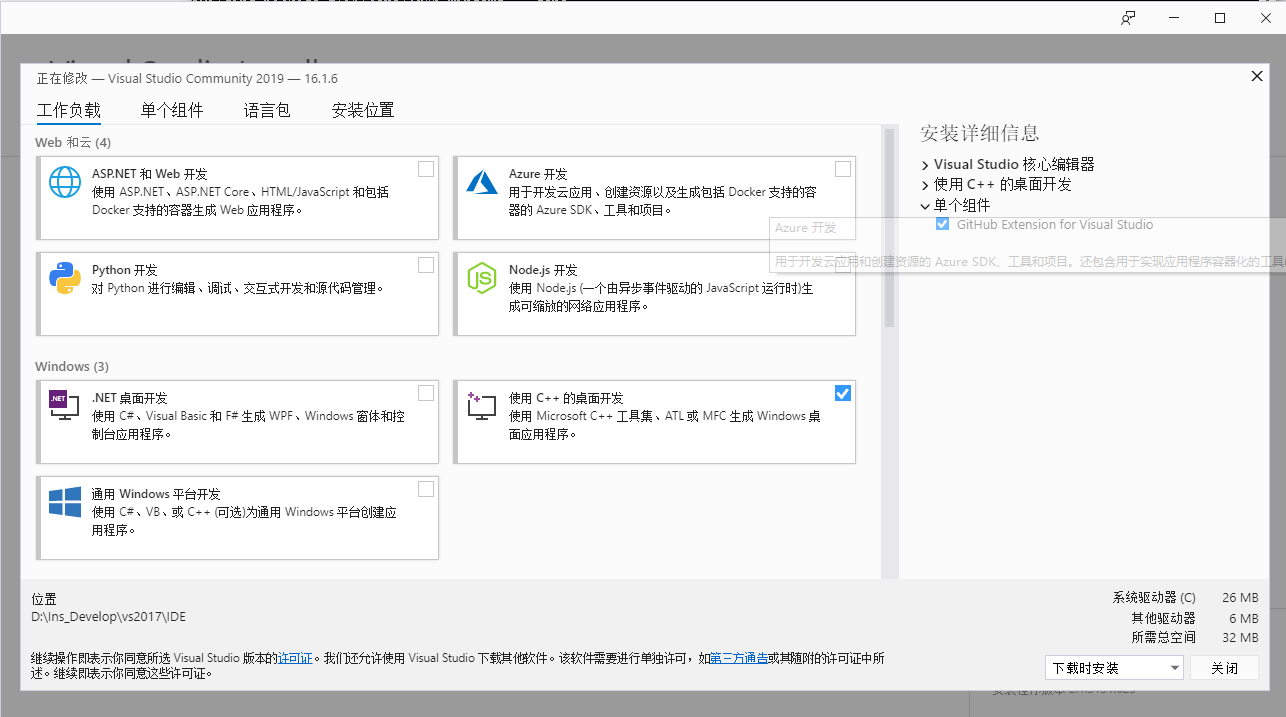 正在修改 — Visual Studio Community 2019 — 16.1.6
工作负载
单个组件
语言包
安装位置
Web 和云 (4)
ASP.NET 和 Web 开发
使用 ASP.NET、ASP.NET Core、HTML/JavaScript 和包括
Docker 支持的容器生成 Web 应用程序。
Azure 开发
用于开发云应用、创建资源以及生成包括 Docker 支持的容
器的 Azure SDK、工具和项目。
Python 开发
对 Python 进行编辑、调试、交互式开发和源代码管理。
Node.js 开发
使用 Node.js (一个由异步事件驱动的 JavaScript 运行时)生
成可缩放的网络应用程序。
Windows (3)
.NET
.NET 桌面开发
使用 C#、Visual Basic 和 F# 生成 WPF、Windows 窗体和控
制台应用程序。
使用 C++ 的桌面开发
使用 Microsoft C++ 工具集、ATL 或 MFC 生成 Windows 桌
面应用程序。
通用 Windows 平台开发
使用 C#、VB、或 C++ (可选)为通用 Windows 平台创建应
用程序。
安装详细信息
Visual Studio 核心编辑器
使用 C++ 的桌面开发
单个组件
GitHub Extension for Visual Studio
Azure 开发
用于开发云应用和创建资源的 Azure SDK、工具和项目。还包含用于实现应用程序容器化的工具
位置
D:\Ins_Develop\vs2017\IDE
系统驱动器 (C) 26 MB
其他驱动器 6 MB
所需总空间 32 MB
继续操作即表示你同意所选 Visual Studio 版本的许可证。我们还允许使用 Visual Studio 下载其他软件。该软件需要进行单独许可，如第三方通告或其随附的许可证中所
述。继续即表示你同意这些许可证。
下载时安装
关闭